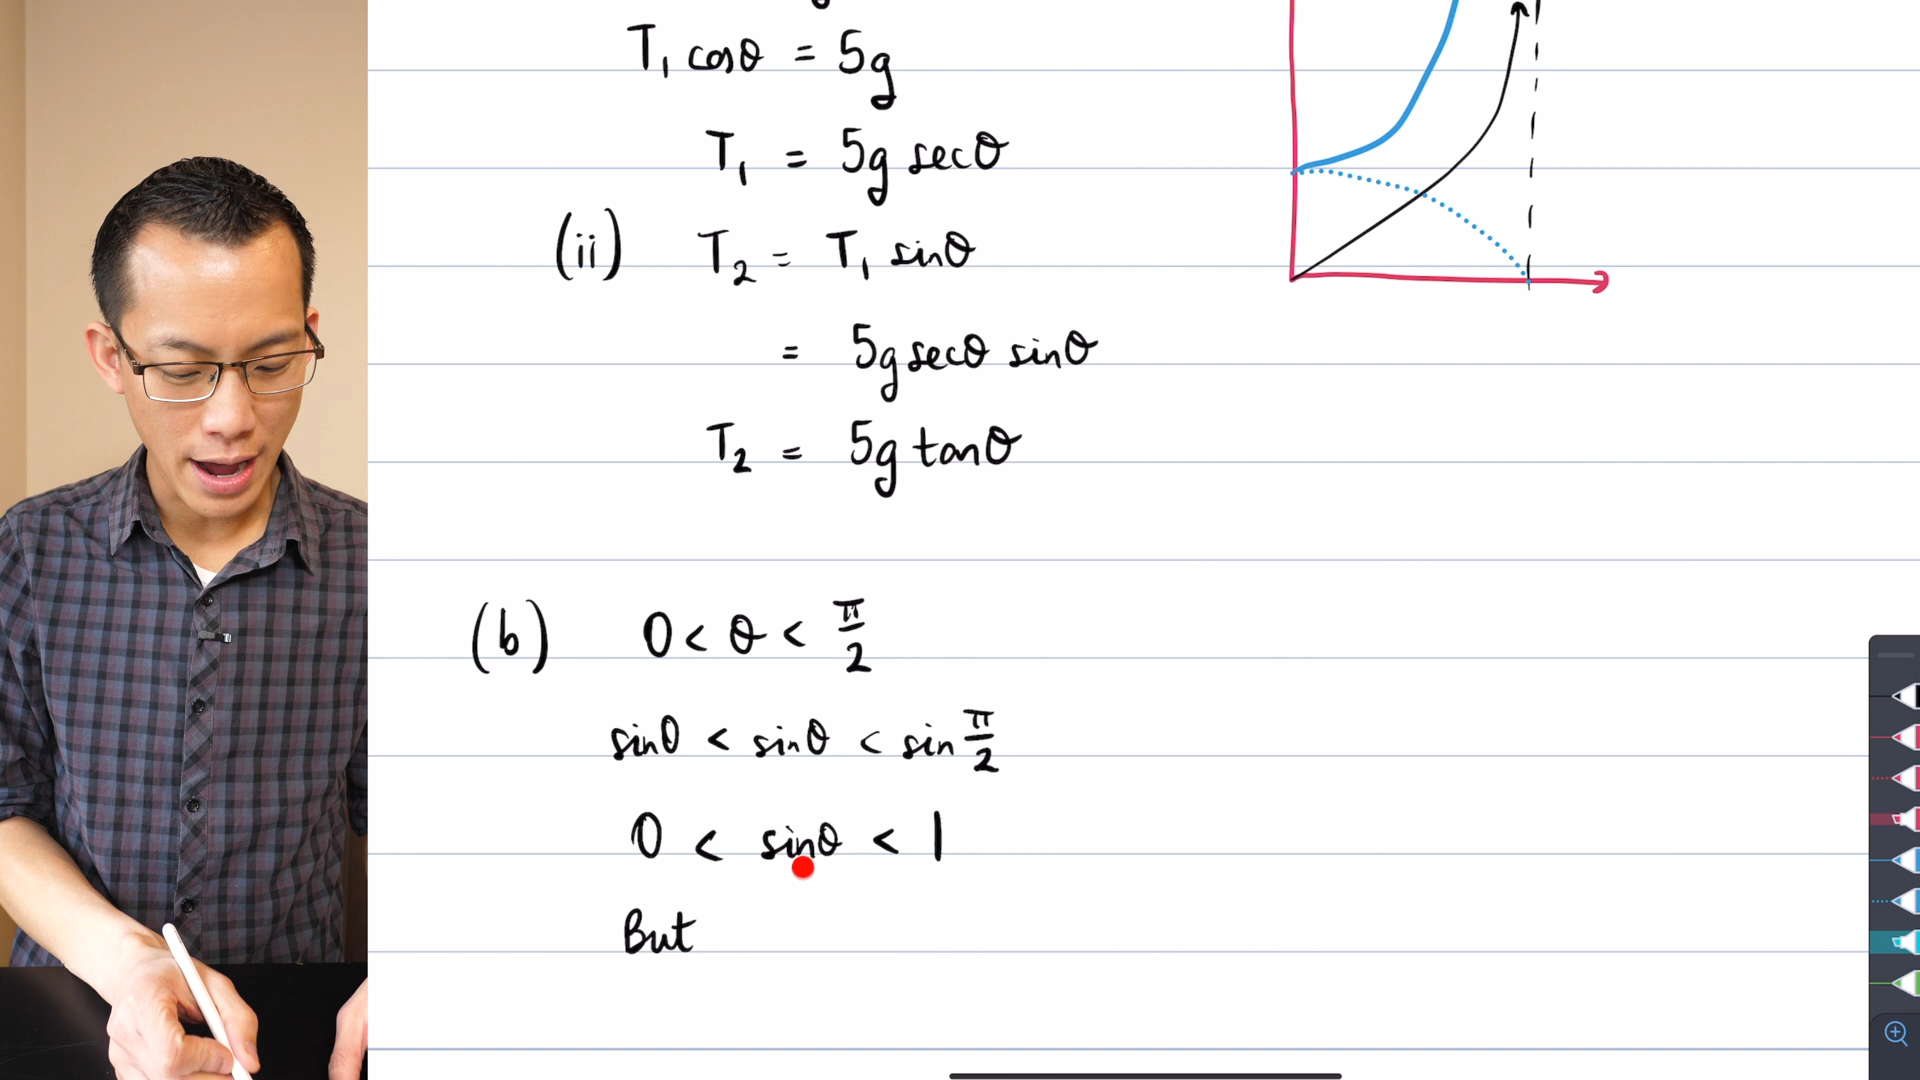 T₁ cosθ = 5g
T₁ = 5g secθ
(ii) T₂ = T₁ sinθ
= 5g secθ sinθ
T₂ = 5g tanθ
(b) 0 < θ < π/2
sin0 < sinθ < sin π/2
0 < sinθ < 1
But